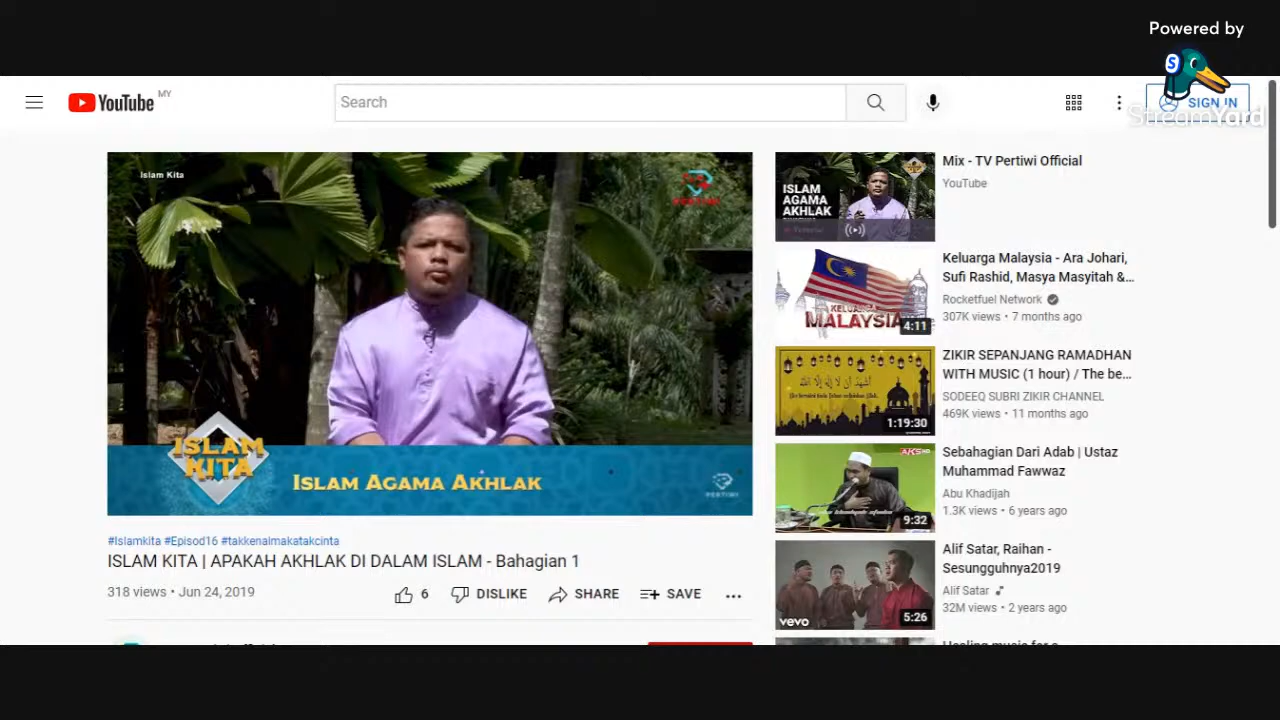 Powered by
StreamYard
YouTube MY
Search
SIGN IN
Islam Kita
PERTIWI
ISLAM
KITA
ISLAM AGAMA AKHLAK
PERTIWI
#Islamkita #Episod16 #takkenalmakatakcinta
ISLAM KITA | APAKAH AKHLAK DI DALAM ISLAM - Bahagian 1
318 views • Jun 24, 2019
6
DISLIKE
SHARE
SAVE
ISLAM
AGAMA
AKHLAK
Mix - TV Pertiwi Official
YouTube
KELUARGA
MALAYSIA
4:11
Keluarga Malaysia - Ara Johari,
Sufi Rashid, Masya Masyitah &...
Rocketfuel Network
307K views • 7 months ago
1:19:30
ZIKIR SEPANJANG RAMADHAN
WITH MUSIC (1 hour) / The be...
SODEEQ SUBRI ZIKIR CHANNEL
469K views • 11 months ago
9:32
Sebahagian Dari Adab | Ustaz
Muhammad Fawwaz
Abu Khadijah
1.3K views • 6 years ago
vevo
5:26
Alif Satar, Raihan -
Sesungguhnya2019
Alif Satar
32M views • 2 years ago